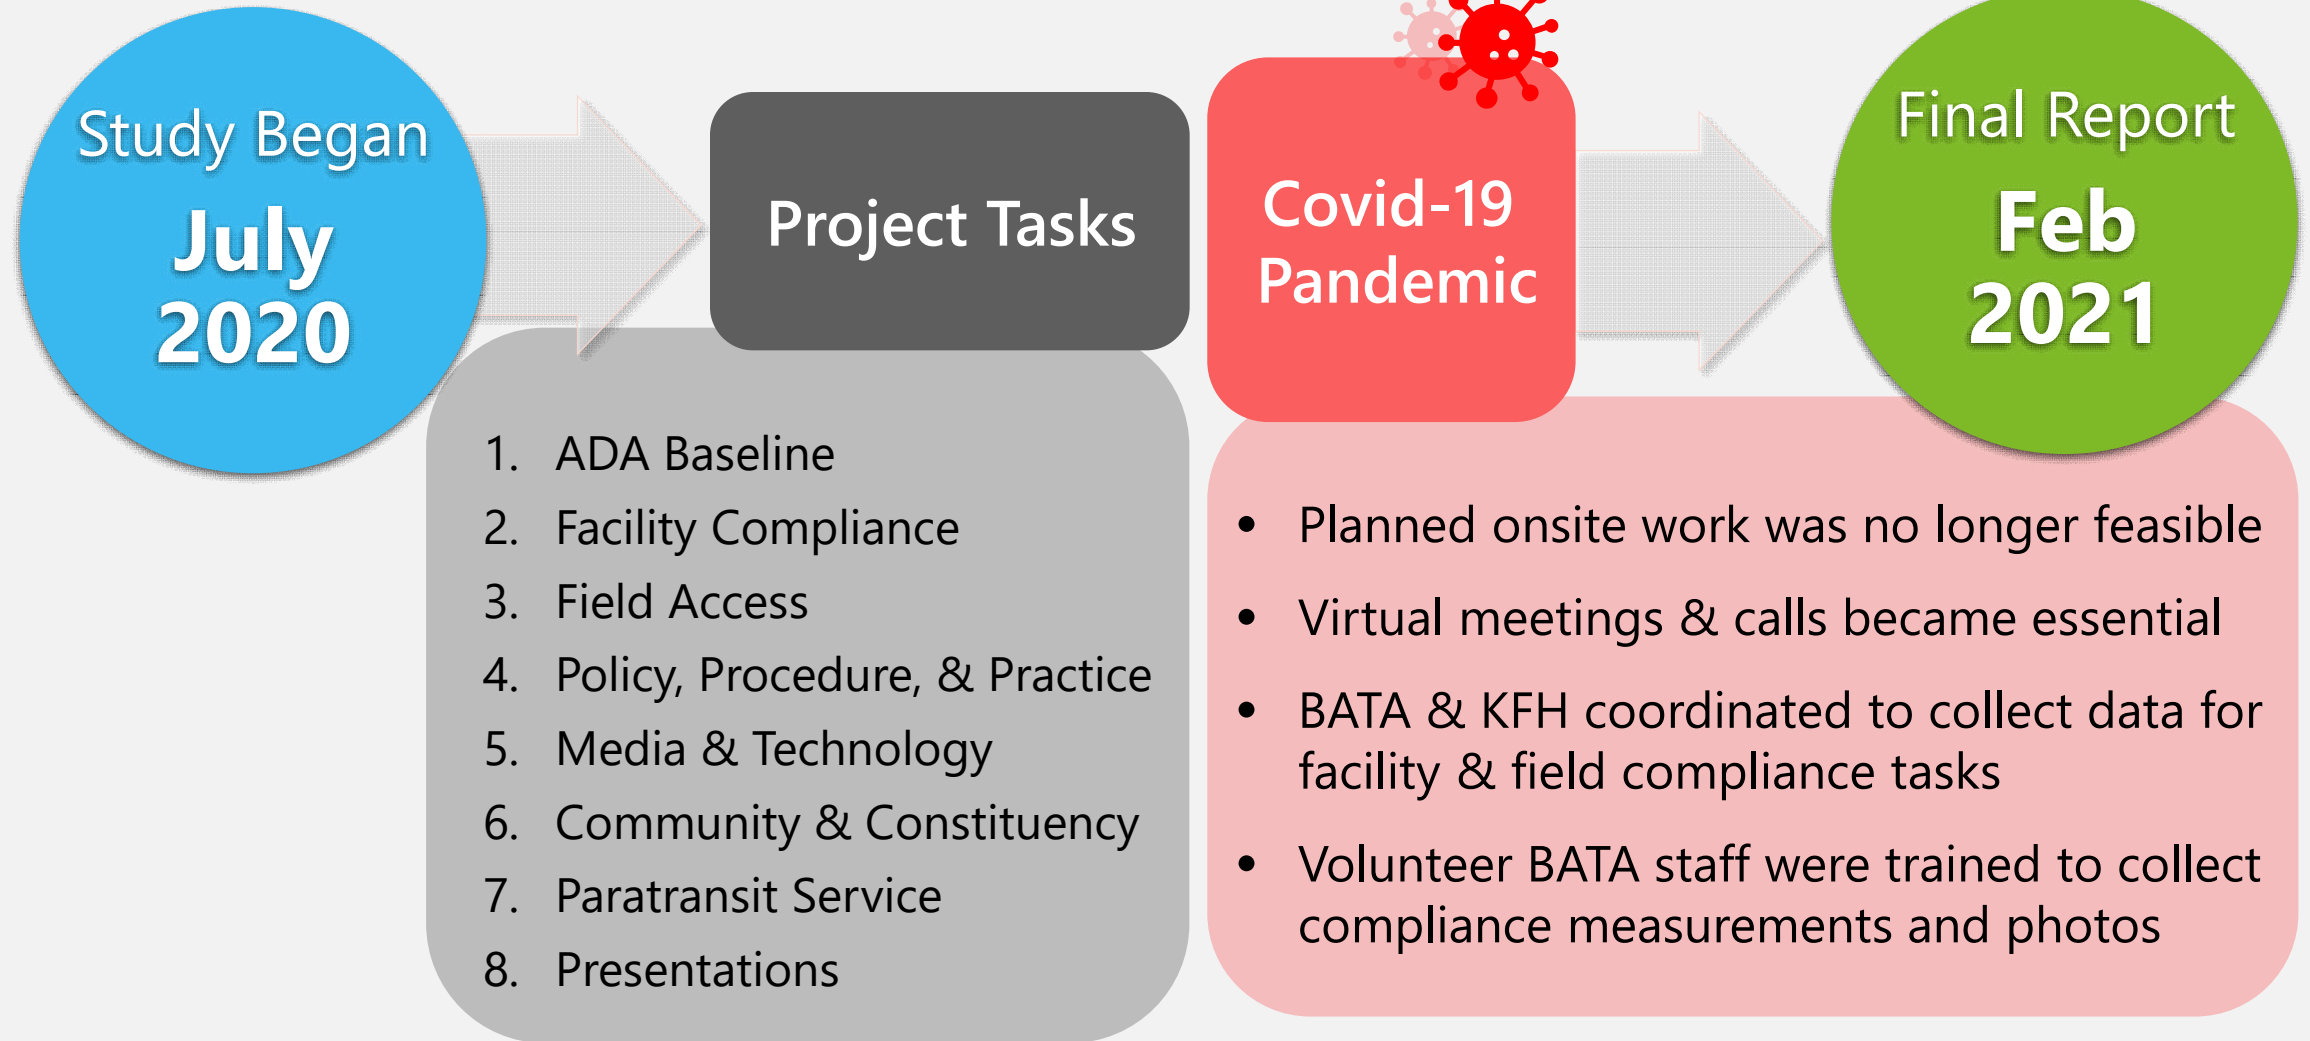 Study Began
July
2020
Project Tasks
1. ADA Baseline
2. Facility Compliance
3. Field Access
4. Policy, Procedure, & Practice
5. Media & Technology
6. Community & Constituency
7. Paratransit Service
8. Presentations
Covid-19
Pandemic
• Planned onsite work was no longer feasible
• Virtual meetings & calls became essential
• BATA & KFH coordinated to collect data for
facility & field compliance tasks
• Volunteer BATA staff were trained to collect
compliance measurements and photos
Final Report
Feb
2021